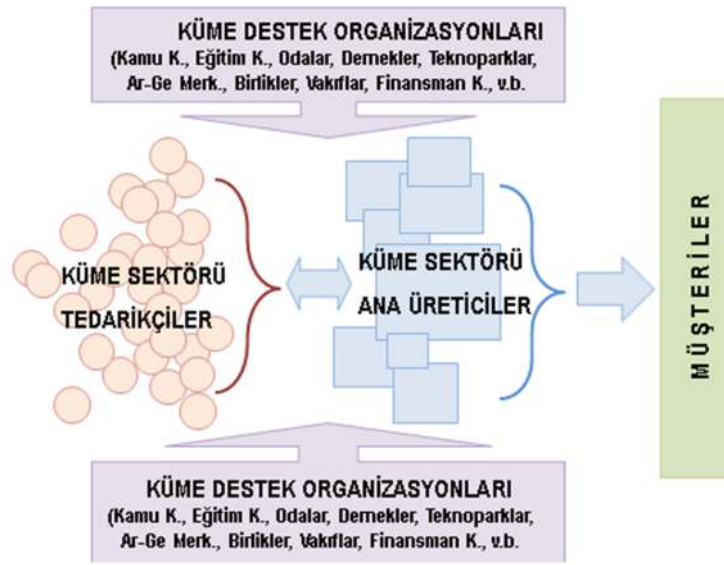 KÜME DESTEK ORGANİZASYONLARI
(Kamu K., Eğitim K., Odalar, Dernekler, Teknoparklar,
Ar-Ge Merk., Birlikler, Vakıflar, Finansman K., v.b.
KÜME SEKTÖRÜ
TEDARİKÇİLER
KÜME SEKTÖRÜ
ANA ÜRETİCİLER
MÜŞTERİLER
KÜME DESTEK ORGANİZASYONLARI
(Kamu K., Eğitim K., Odalar, Dernekler, Teknoparklar,
Ar-Ge Merk., Birlikler, Vakıflar, Finansman K., v.b.